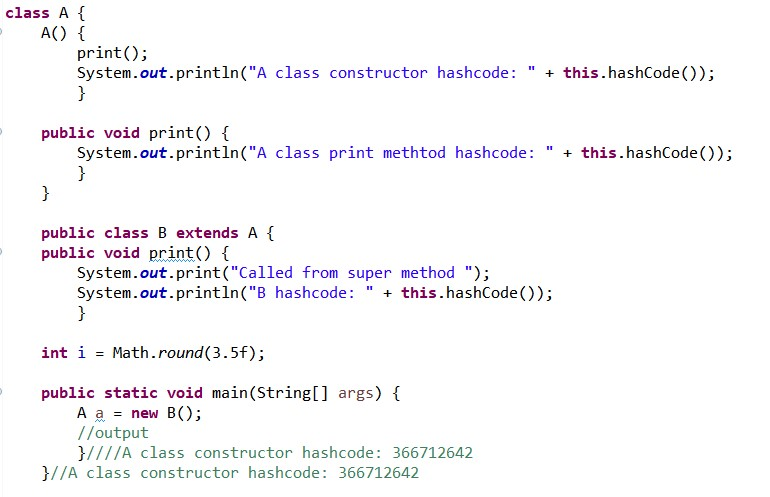 class A {
A() {
print();
System.out.println("A class constructor hashcode: " + this.hashCode());
}
public void print() {
System.out.println("A class print methtod hashcode: " + this.hashCode());
}
}
public class B extends A {
public void print() {
System.out.print("Called from super method ");
System.out.println("B hashcode: " + this.hashCode());
}
int i = Math.round(3.5f);
public static void main(String[] args) {
A a = new B();
//output
}////A class constructor hashcode: 366712642
}//A class constructor hashcode: 366712642